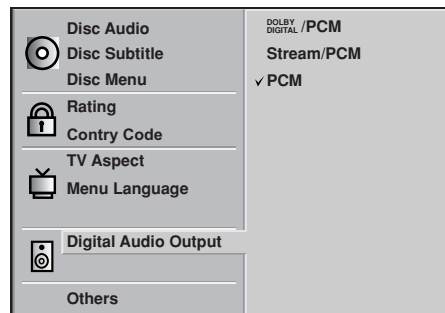 Disc Audio
Disc Subtitle
Disc Menu
Rating
Contry Code
TV Aspect
Menu Language
Digital Audio Output
Others
DOLBY DIGITAL /PCM
Stream/PCM
✓ PCM